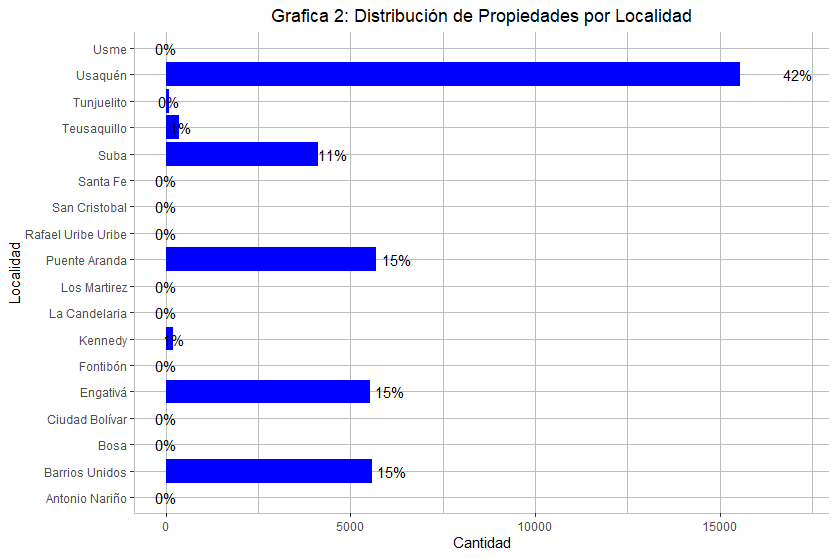 Grafica 2: Distribución de Propiedades por Localidad
Localidad
Usme 0%
Usaquén 42%
Tunjuelito 0%
Teusaquillo 1%
Suba 11%
Santa Fe 0%
San Cristobal 0%
Rafael Uribe Uribe 0%
Puente Aranda 15%
Los Martirez 0%
La Candelaria 0%
Kennedy 1%
Fontibón 0%
Engativá 15%
Ciudad Bolívar 0%
Bosa 0%
Barrios Unidos 15%
Antonio Nariño 0%
0 5000 10000 15000
Cantidad